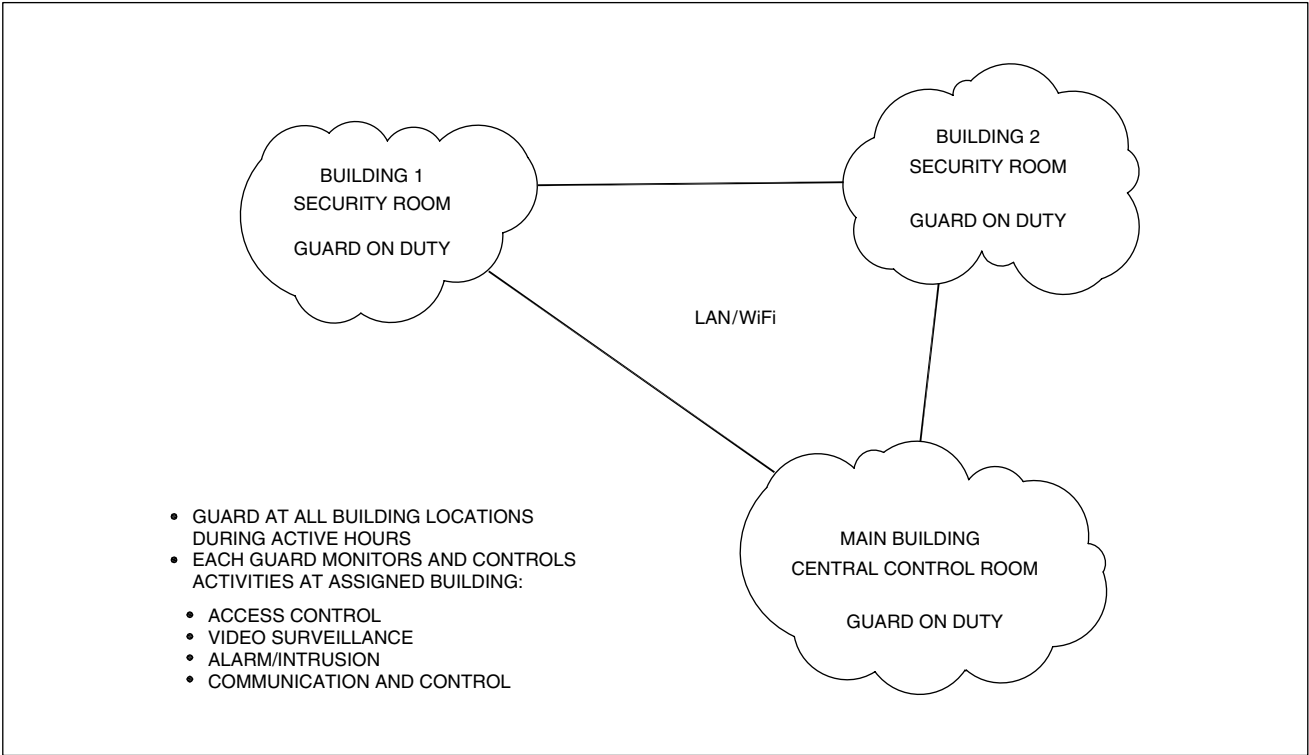 BUILDING 1
SECURITY ROOM
GUARD ON DUTY
BUILDING 2
SECURITY ROOM
GUARD ON DUTY
LAN/WiFi
MAIN BUILDING
CENTRAL CONTROL ROOM
GUARD ON DUTY
• GUARD AT ALL BUILDING LOCATIONS
DURING ACTIVE HOURS
• EACH GUARD MONITORS AND CONTROLS
ACTIVITIES AT ASSIGNED BUILDING:
• ACCESS CONTROL
• VIDEO SURVEILLANCE
• ALARM/INTRUSION
• COMMUNICATION AND CONTROL